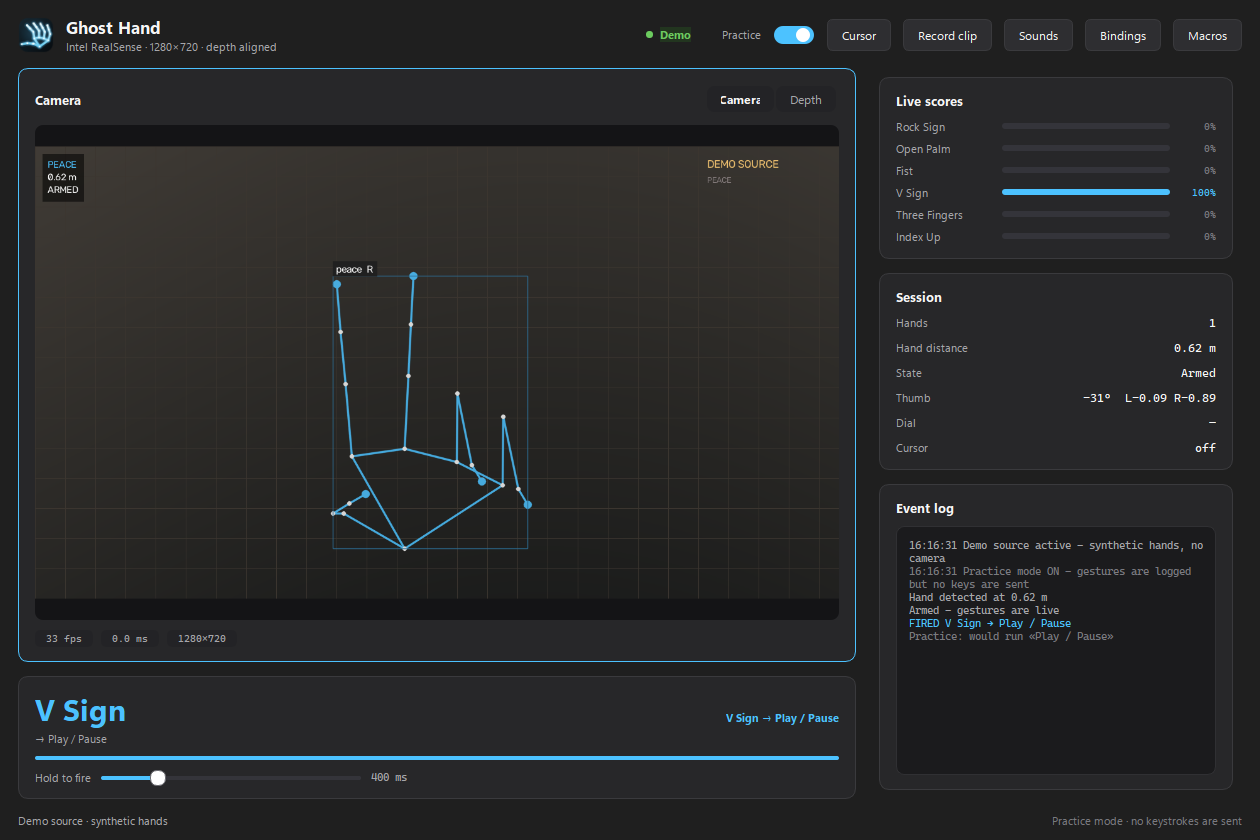 Ghost Hand
Intel RealSense · 1280×720 · depth aligned
Demo
Practice
Cursor
Record clip
Sounds
Bindings
Macros
Camera
Camera
Depth
PEACE
0.62 m
ARMED
DEMO SOURCE
PEACE
peace R
33 fps
0.0 ms
1280×720
V Sign
→ Play / Pause
V Sign → Play / Pause
Hold to fire
400 ms
Live scores
Rock Sign 0%
Open Palm 0%
Fist 0%
V Sign 100%
Three Fingers 0%
Index Up 0%
Session
Hands 1
Hand distance 0.62 m
State Armed
Thumb −31° L−0.09 R−0.89
Dial —
Cursor off
Event log
16:16:31 Demo source active — synthetic hands, no
camera
16:16:31 Practice mode ON — gestures are logged
but no keys are sent
Hand detected at 0.62 m
Armed — gestures are live
FIRED V Sign → Play / Pause
Practice: would run «Play / Pause»
Demo source · synthetic hands
Practice mode · no keystrokes are sent